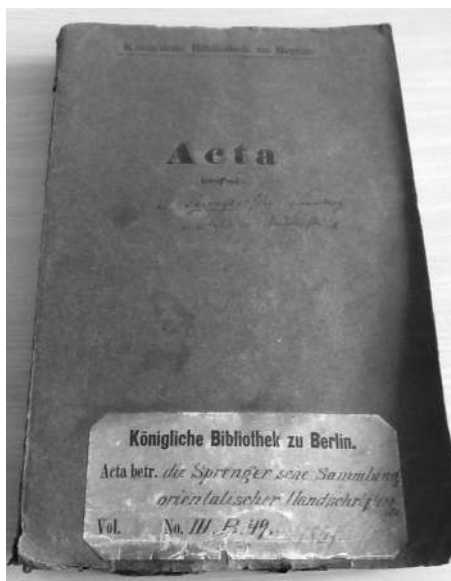 Königliche Bibliothek zu Berlin.
Acta
betreffend
Königliche Bibliothek zu Berlin.
Acta betr. die Sprenger'sche Sammlung
orientalischer Handschriften
Vol. No. III. B. 49.